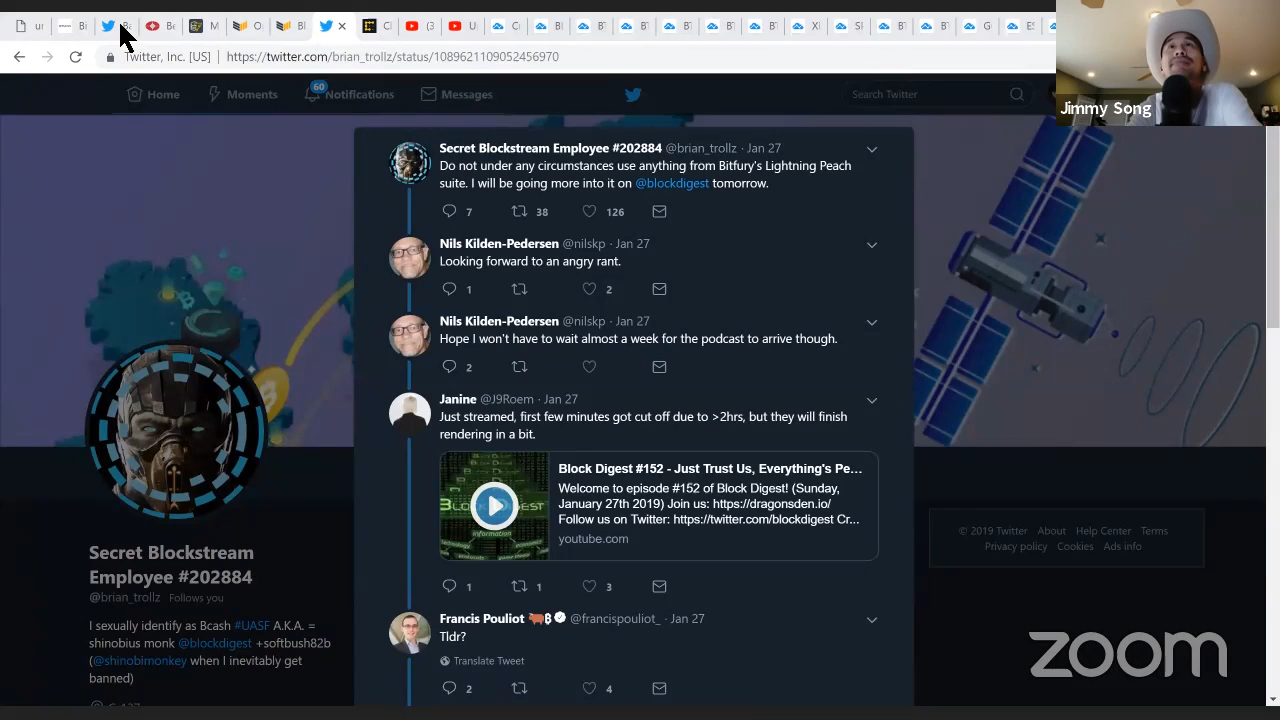 Twitter, Inc. [US]
https://twitter.com/brian_trollz/status/1089621109052456970
Jimmy Song
Home
Moments
60
Notifications
Messages
Search Twitter
Secret Blockstream Employee #202884 @brian_trollz · Jan 27
Do not under any circumstances use anything from Bitfury's Lightning Peach
suite. I will be going more into it on @blockdigest tomorrow.
7 38 126
Nils Kilden-Pedersen @nilskp · Jan 27
Looking forward to an angry rant.
1 2
Nils Kilden-Pedersen @nilskp · Jan 27
Hope I won't have to wait almost a week for the podcast to arrive though.
2
Janine @J9Roem · Jan 27
Just streamed, first few minutes got cut off due to >2hrs, but they will finish
rendering in a bit.
Block Digest #152 - Just Trust Us, Everything's Pe...
Welcome to episode #152 of Block Digest! (Sunday,
January 27th 2019) Join us: https://dragonsden.io/
Follow us on Twitter: https://twitter.com/blockdigest Cr...
youtube.com
1 1 3
Francis Pouliot @francispouliot_ · Jan 27
Tldr?
Translate Tweet
2 4
Secret Blockstream
Employee #202884
@brian_trollz Follows you
I sexually identify as Bcash #UASF A.K.A. =
shinobius monk @blockdigest +softbush82b
(@shinobimonkey when I inevitably get
banned)
© 2019 Twitter About Help Center Terms
Privacy policy Cookies Ads info
zoom